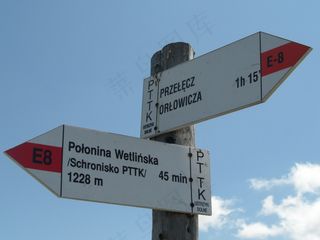 PRZEŁĘCZ
ORŁOWICZA
1h 15'
E-8
PTTK
E8
Połonina Wetlińska
/Schronisko PTTK/
1228 m
45 min
PTTK